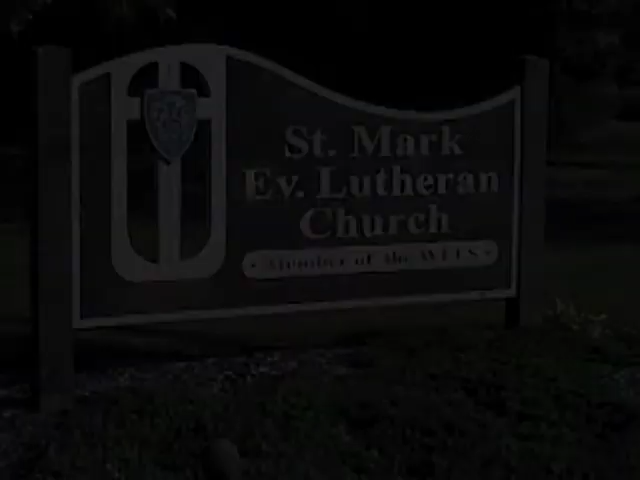 St. Mark
Ev. Lutheran
Church
• Member of the WELS •